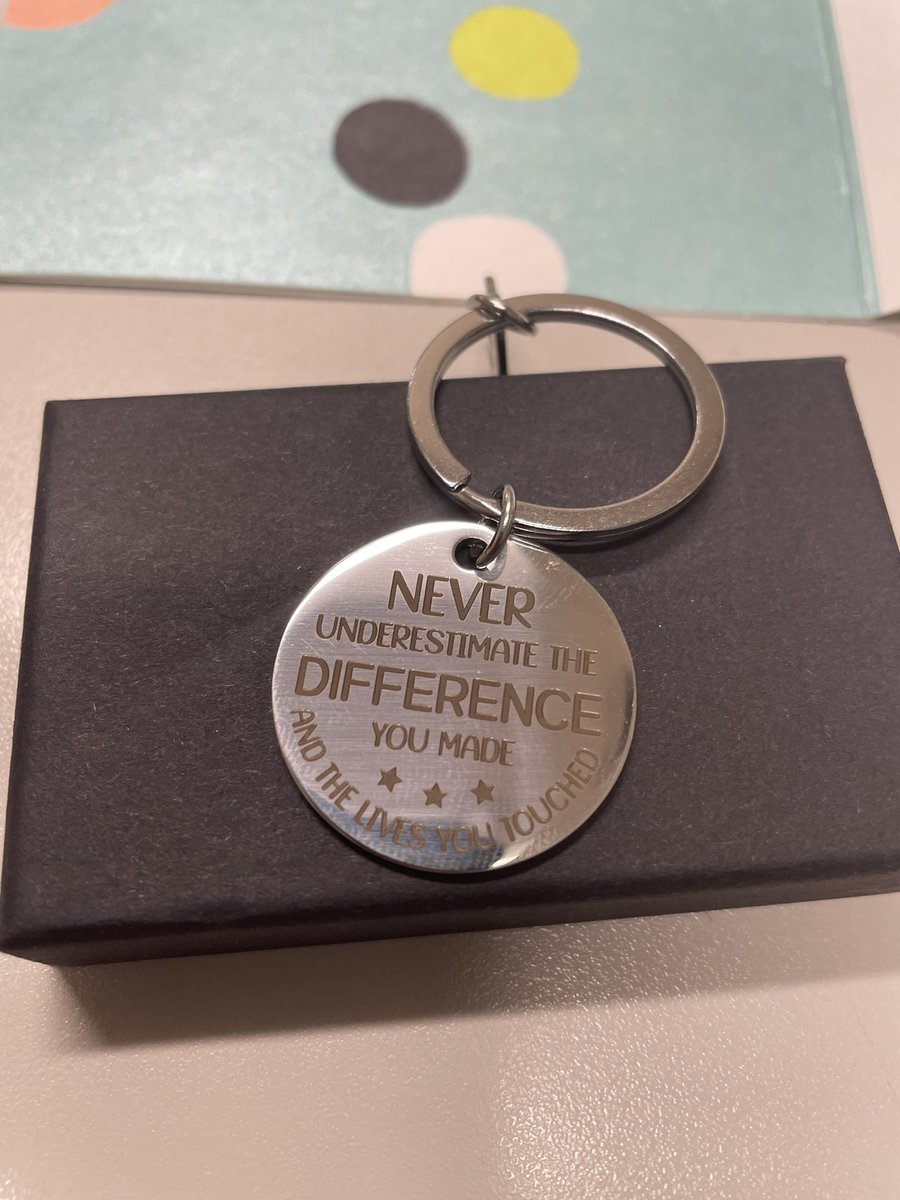 NEVER
UNDERESTIMATE THE
DIFFERENCE
YOU MADE
AND THE LIVES YOU TOUCHED